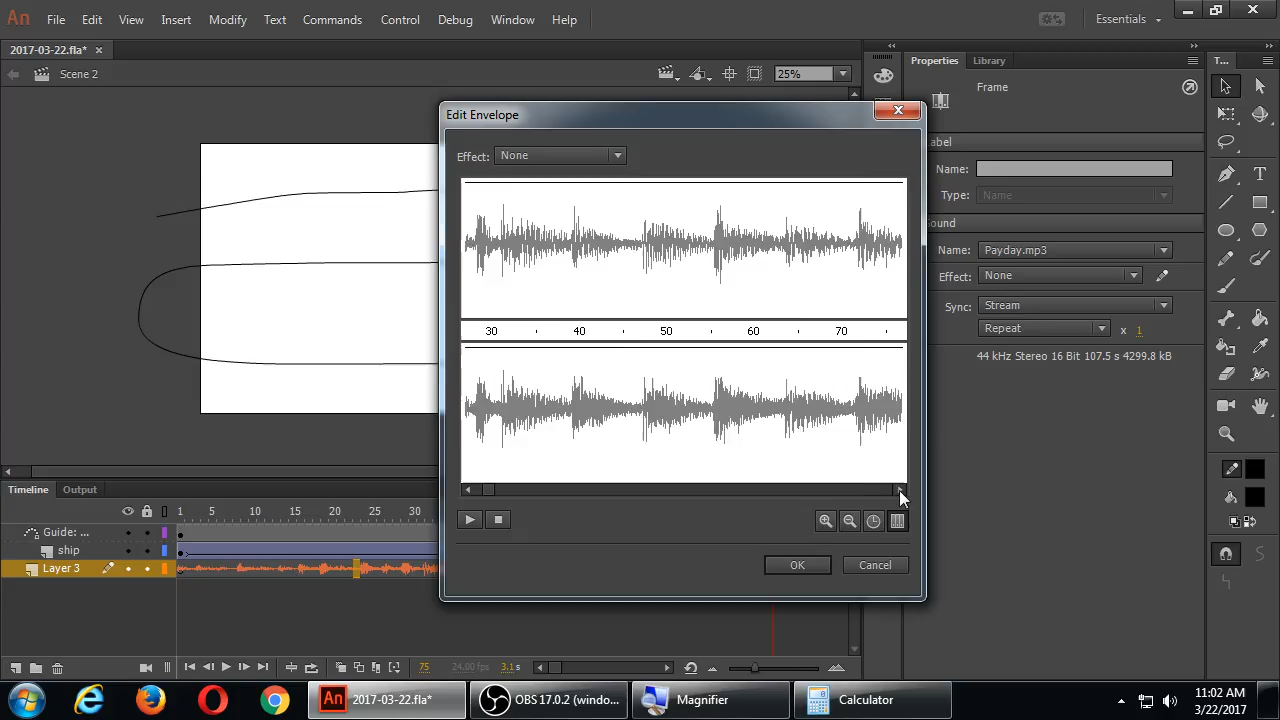 An File Edit View Insert Modify Text Commands Control Debug Window Help Essentials
2017-03-22.fla* ×
Scene 2 25%
Properties Library T...
Frame
Label
Name:
Type: Name
Sound
Name: Payday.mp3
Effect: None
Sync: Stream
Repeat x 1
44 kHz Stereo 16 Bit 107.5 s 4299.8 kB
Edit Envelope
Effect: None
30 40 50 60 70
OK Cancel
Timeline Output
1 5 10 15 20 25 30
Guide: ...
ship
Layer 3
75 24.00 fps 3.1 s
2017-03-22.fla* OBS 17.0.2 (windo... Magnifier Calculator
11:02 AM
3/22/2017